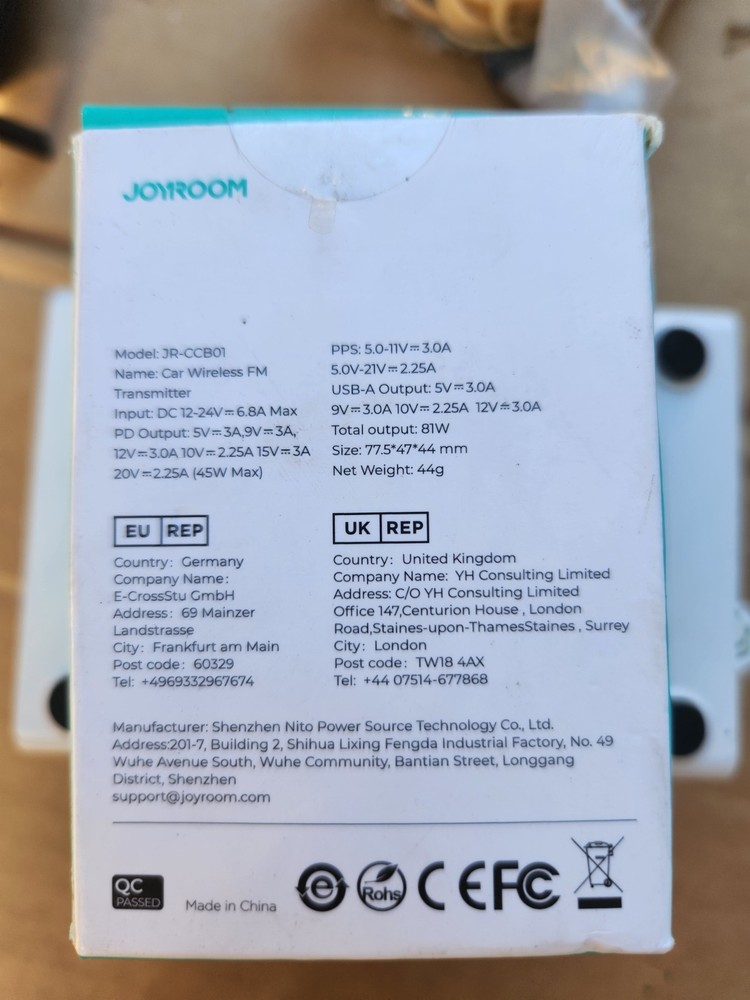 JOYROOM
Model: JR-CCB01
Name: Car Wireless FM
Transmitter
Input: DC 12-24V⎓6.8A Max
PD Output: 5V⎓3A,9V⎓3A,
12V⎓3.0A 10V⎓2.25A 15V⎓3A
20V⎓2.25A (45W Max)
PPS: 5.0-11V⎓3.0A
5.0V-21V⎓2.25A
USB-A Output: 5V⎓3.0A
9V⎓3.0A 10V⎓2.25A 12V⎓3.0A
Total output: 81W
Size: 77.5*47*44 mm
Net Weight: 44g
EU REP
Country: Germany
Company Name:
E-CrossStu GmbH
Address: 69 Mainzer
Landstrasse
City: Frankfurt am Main
Post code: 60329
Tel: +4969332967674
UK REP
Country: United Kingdom
Company Name: YH Consulting Limited
Address: C/O YH Consulting Limited
Office 147,Centurion House , London
Road,Staines-upon-ThamesStaines , Surrey
City: London
Post code: TW18 4AX
Tel: +44 07514-677868
Manufacturer: Shenzhen Nito Power Source Technology Co., Ltd.
Address:201-7, Building 2, Shihua Lixing Fengda Industrial Factory, No. 49
Wuhe Avenue South, Wuhe Community, Bantian Street, Longgang
District, Shenzhen
support@joyroom.com
QC
PASSED
Made in China
e
Rohs
CE
FC